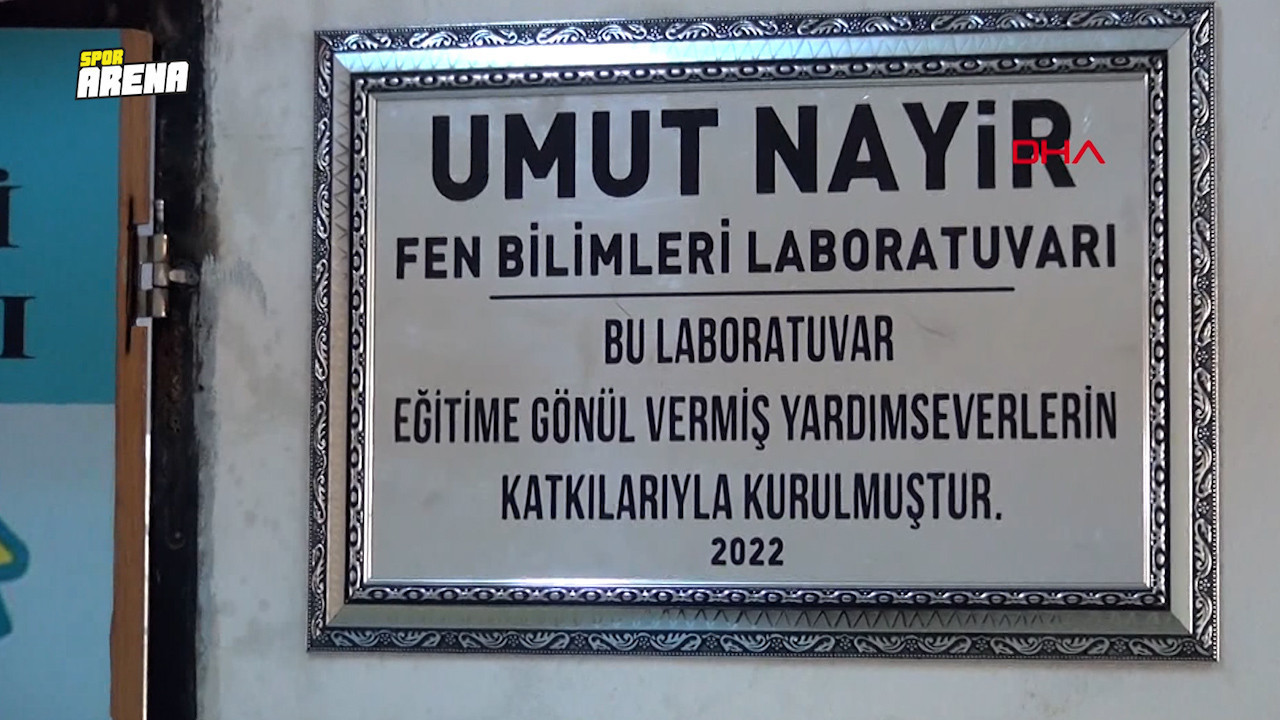 SPOR
ARENA
UMUT NAYiR
DHA
FEN BİLİMLERİ LABORATUVARI
BU LABORATUVAR
EĞİTİME GÖNÜL VERMİŞ YARDIMSEVERLERİN
KATKILARIYLA KURULMUŞTUR.
2022
İ
I